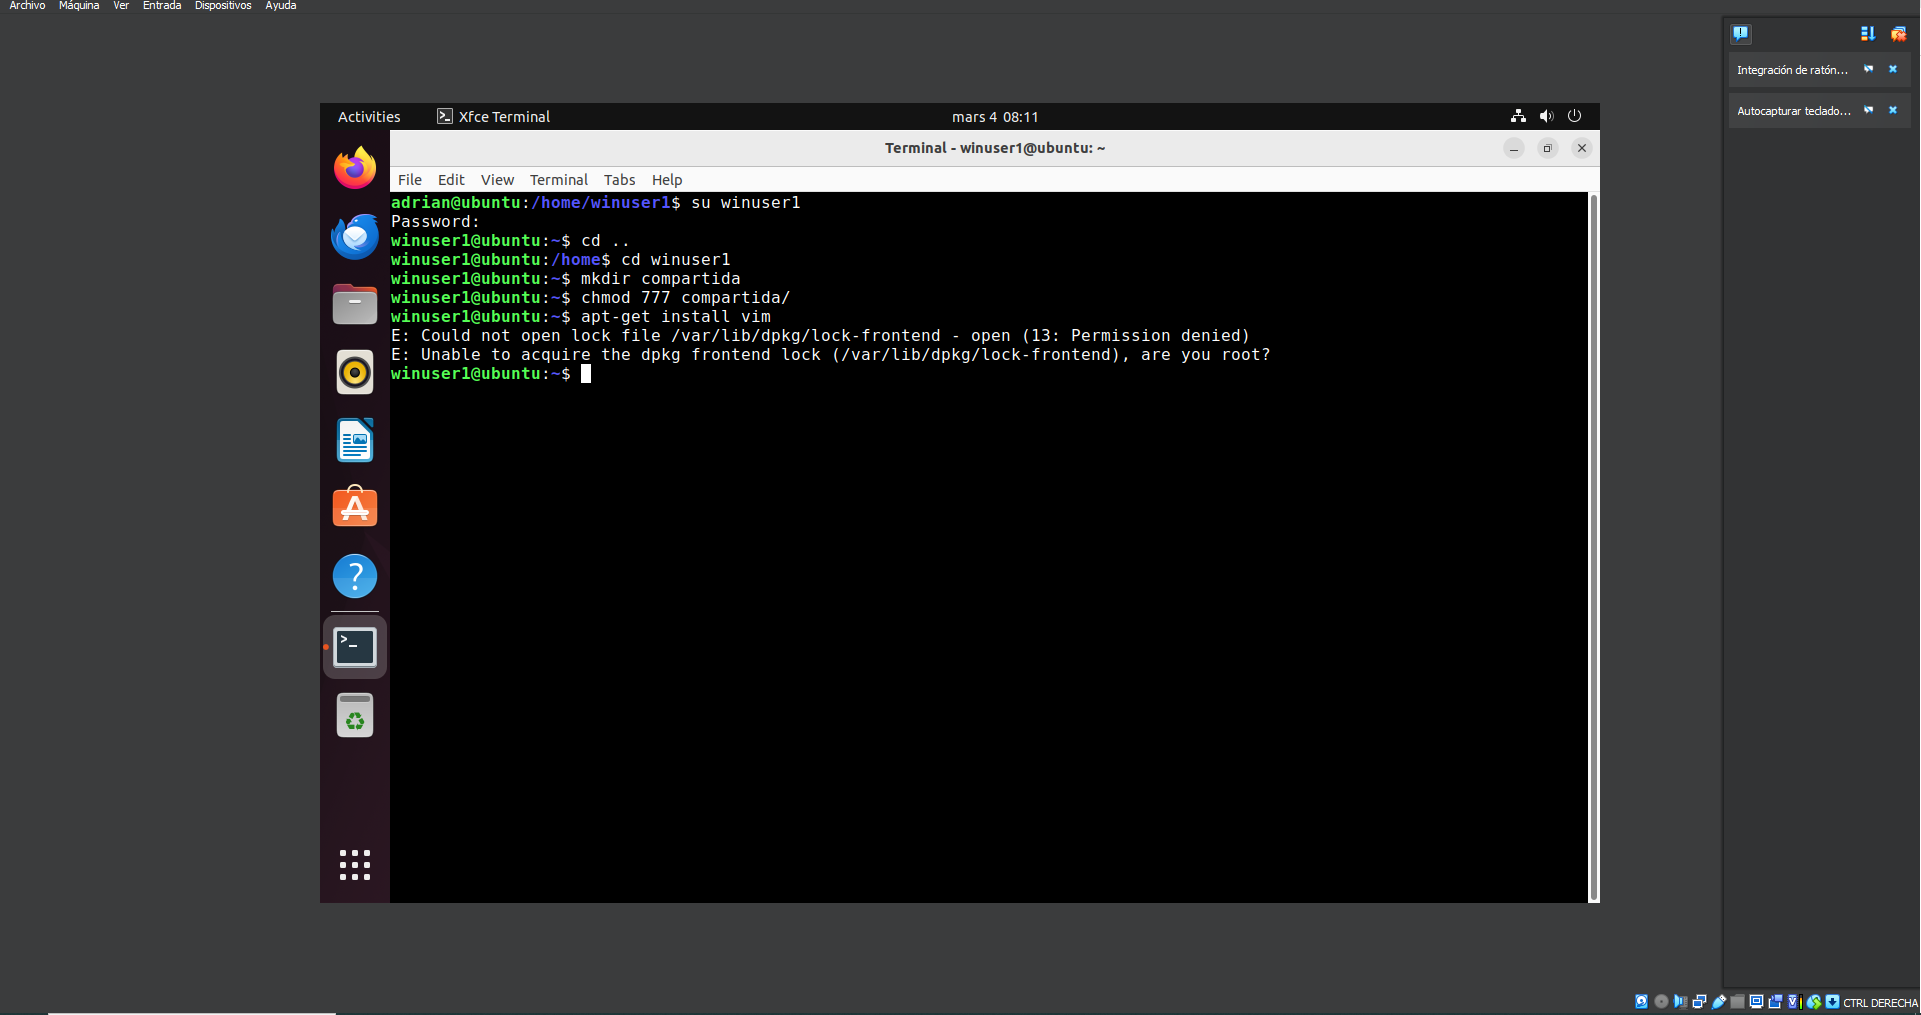 Archivo Máquina Ver Entrada Dispositivos Ayuda
Integración de ratón...
Autocapturar teclado...
Activities Xfce Terminal mars 4 08:11
Terminal - winuser1@ubuntu: ~
File Edit View Terminal Tabs Help
adrian@ubuntu:/home/winuser1$ su winuser1
Password:
winuser1@ubuntu:~$ cd ..
winuser1@ubuntu:/home$ cd winuser1
winuser1@ubuntu:~$ mkdir compartida
winuser1@ubuntu:~$ chmod 777 compartida/
winuser1@ubuntu:~$ apt-get install vim
E: Could not open lock file /var/lib/dpkg/lock-frontend - open (13: Permission denied)
E: Unable to acquire the dpkg frontend lock (/var/lib/dpkg/lock-frontend), are you root?
winuser1@ubuntu:~$
CTRL DERECHA